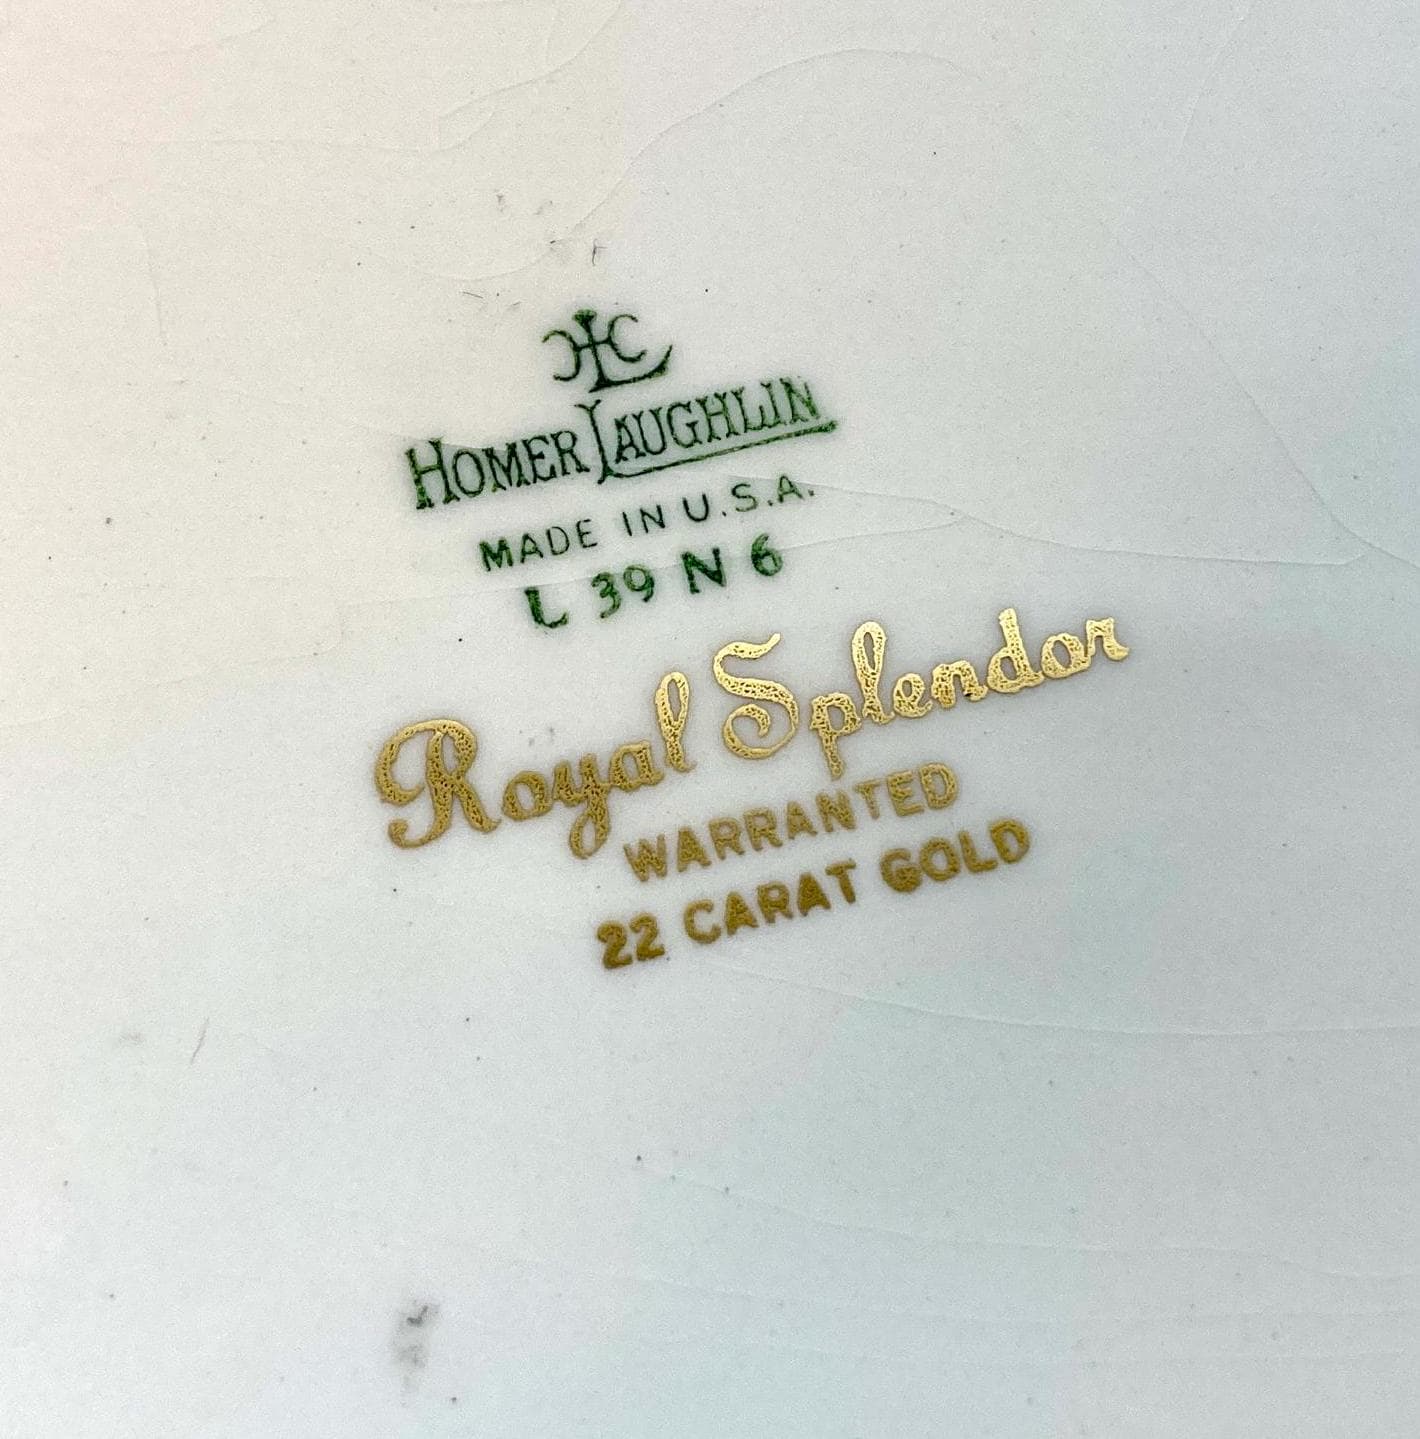 HLC
HOMER LAUGHLIN
MADE IN U.S.A.
L 39 N 6
Royal Splendor
WARRANTED
22 CARAT GOLD